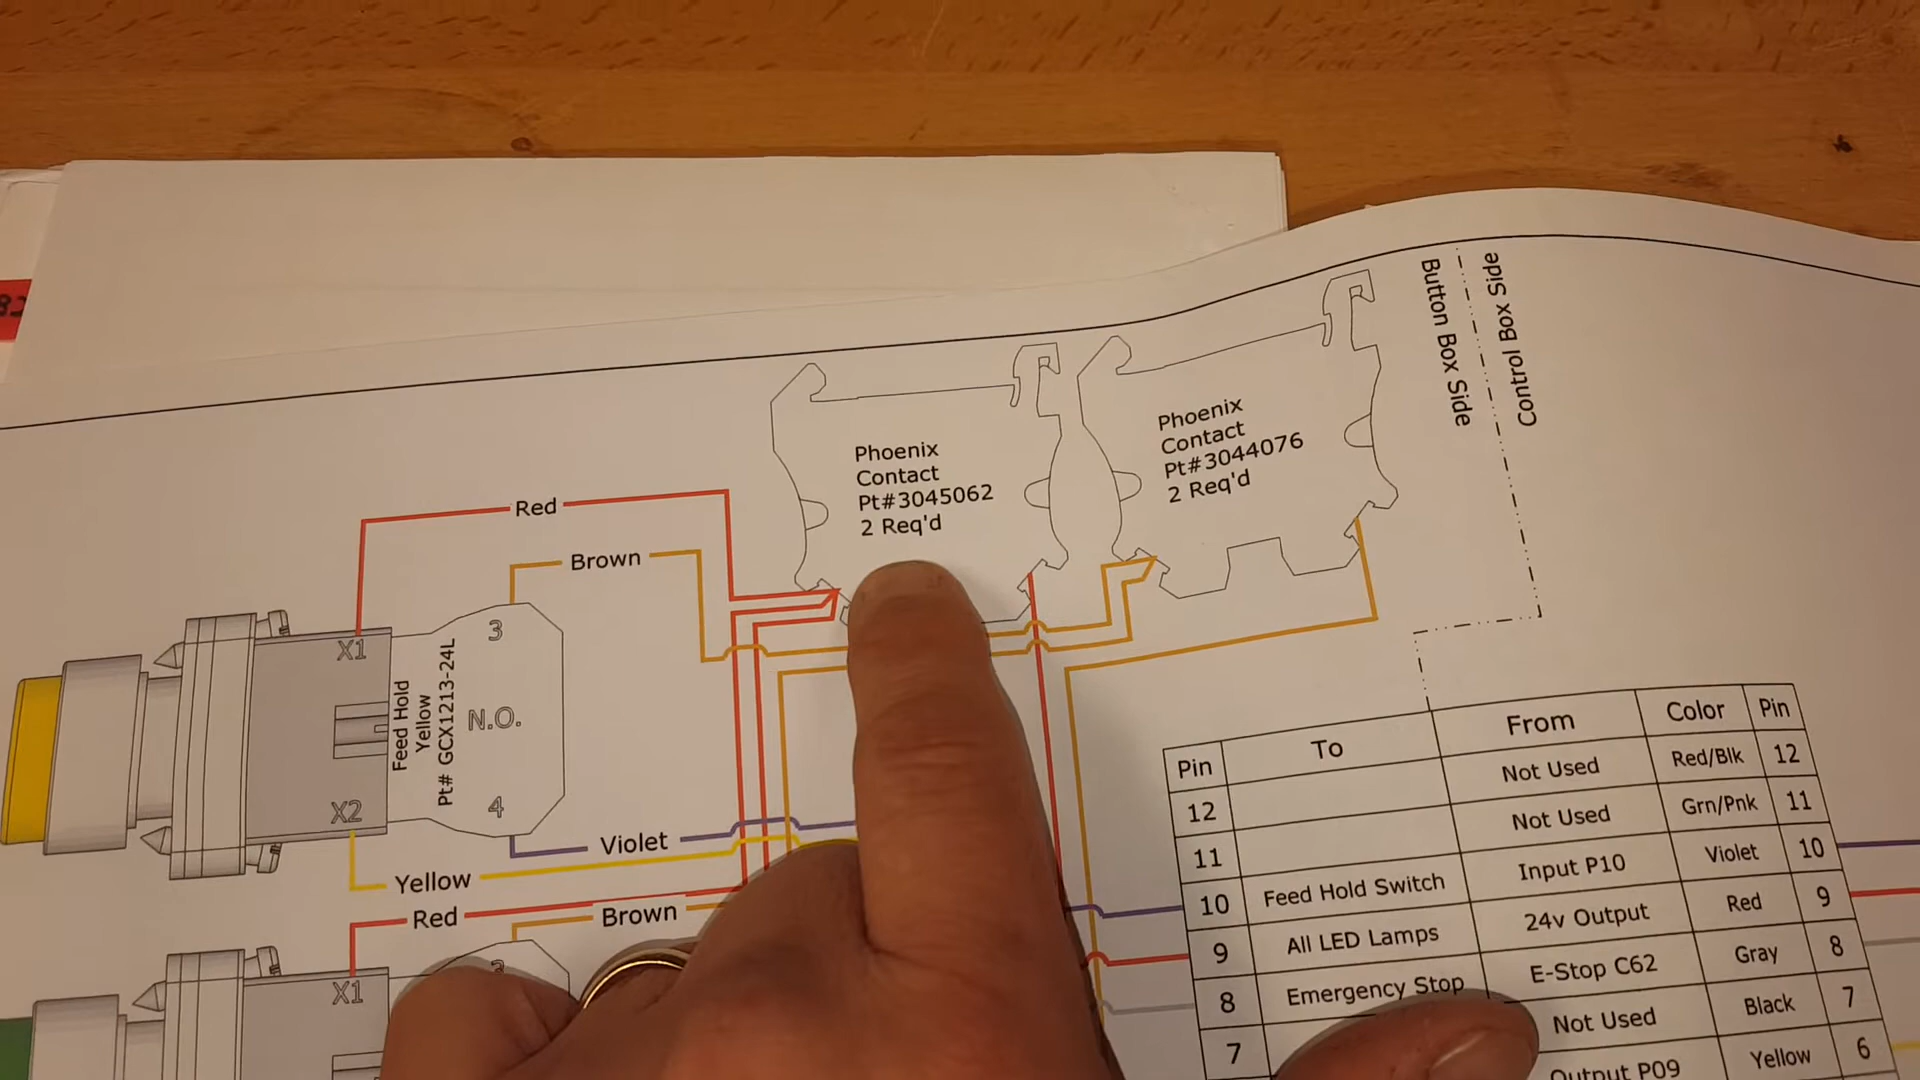 Button Box Side
Control Box Side
Phoenix
Contact
Pt#3045062
2 Req'd
Phoenix
Contact
Pt#3044076
2 Req'd
Red
Brown
X1
X2
Feed Hold
Yellow
Pt# GCX1213-24L
3
N.O.
4
Violet
Yellow
Red
Brown
X1
3
Pin To From Color Pin
12 Not Used Red/Blk 12
11 Not Used Grn/Pnk 11
10 Feed Hold Switch Input P10 Violet 10
9 All LED Lamps 24v Output Red 9
8 Emergency Stop E-Stop C62 Gray 8
7 Not Used Black 7
Output P09 Yellow 6